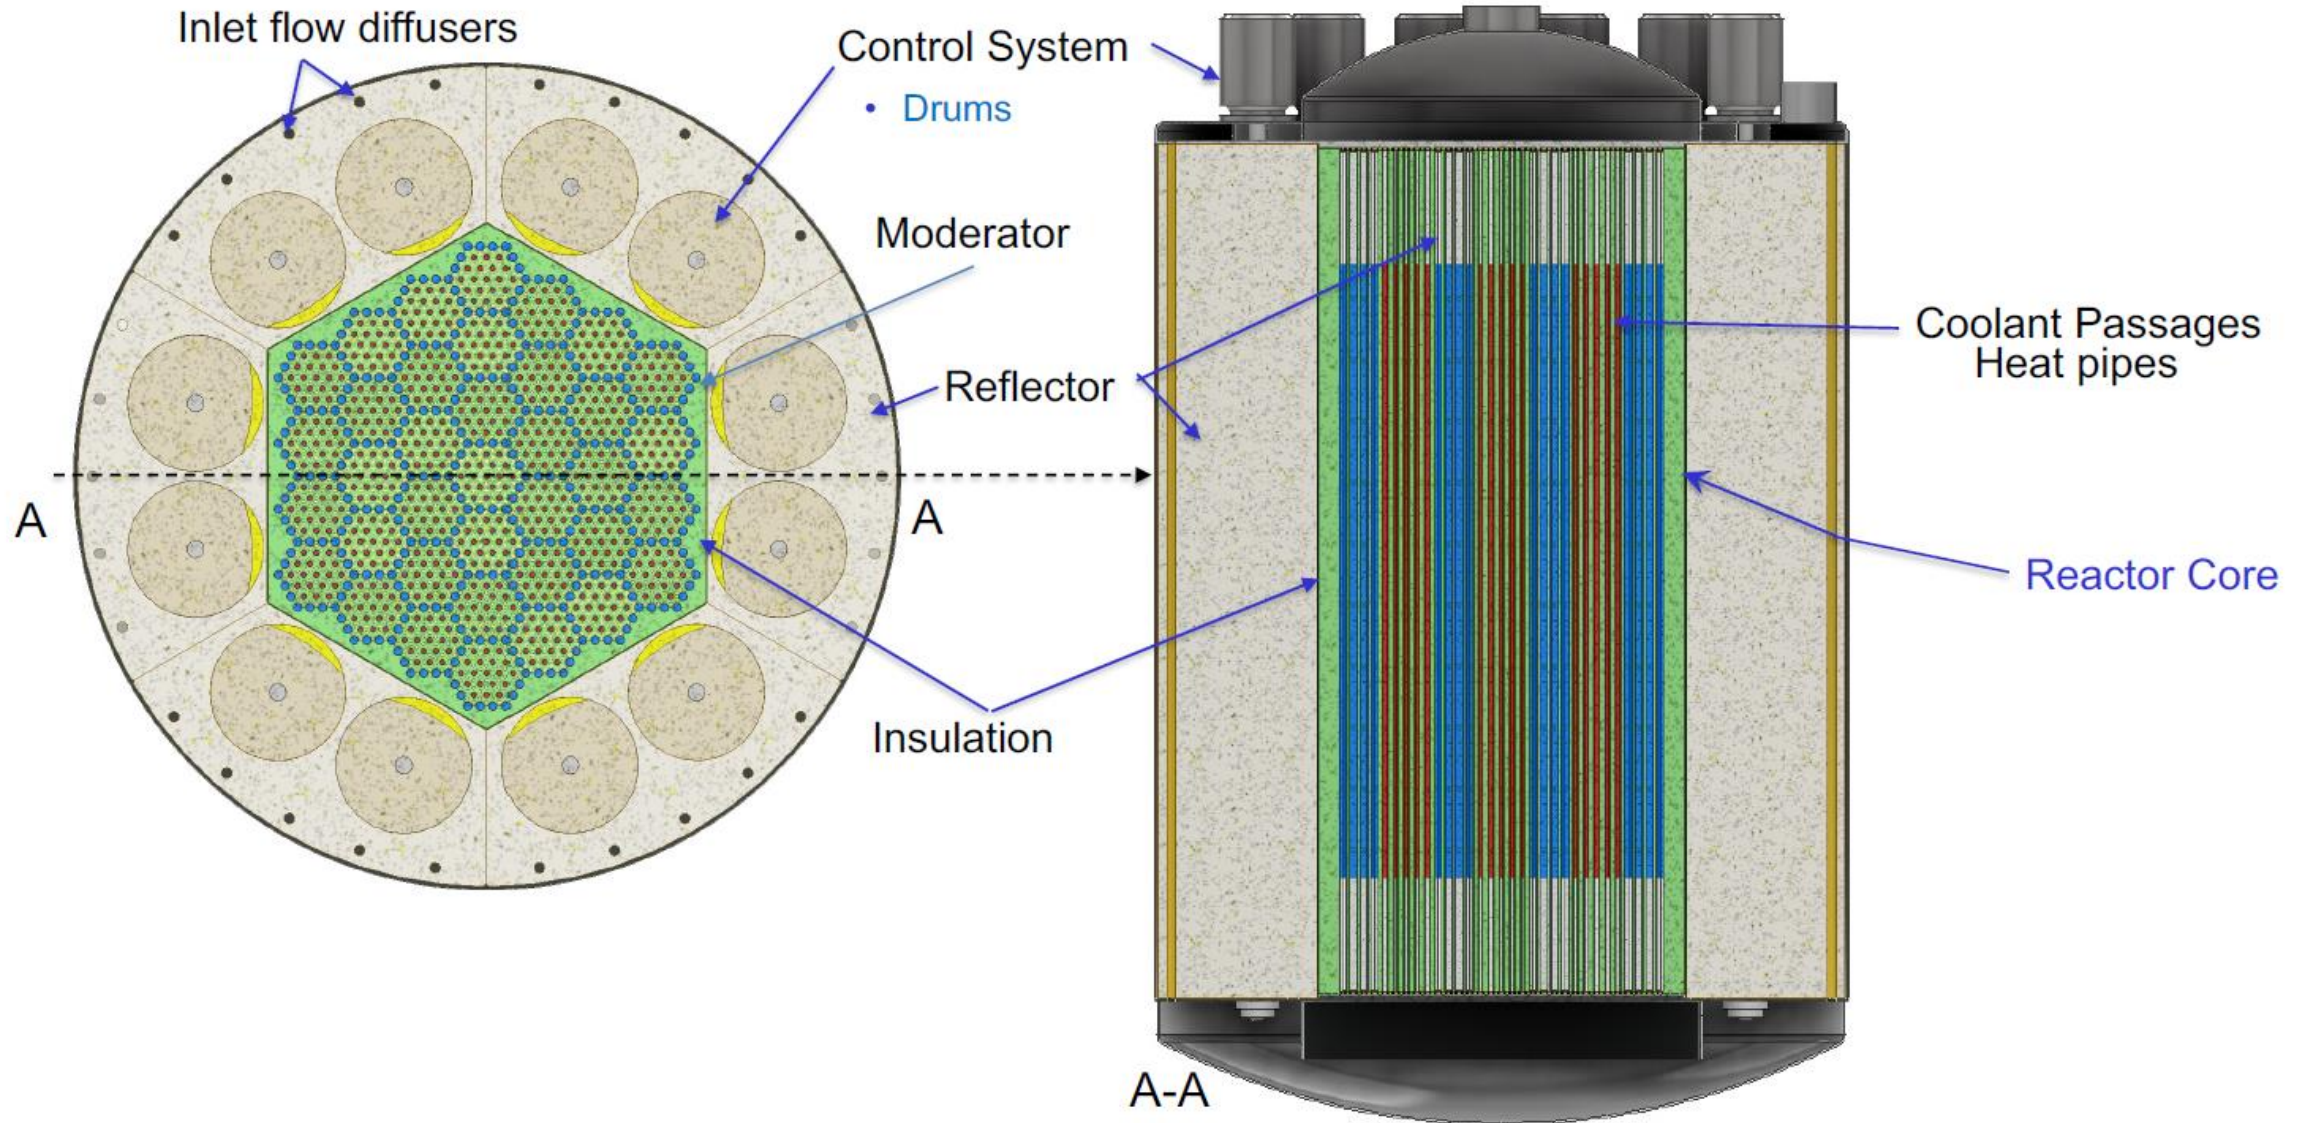 Inlet flow diffusers
Control System
• Drums
Moderator
Reflector
Coolant Passages
Heat pipes
A
A
Reactor Core
Insulation
A-A